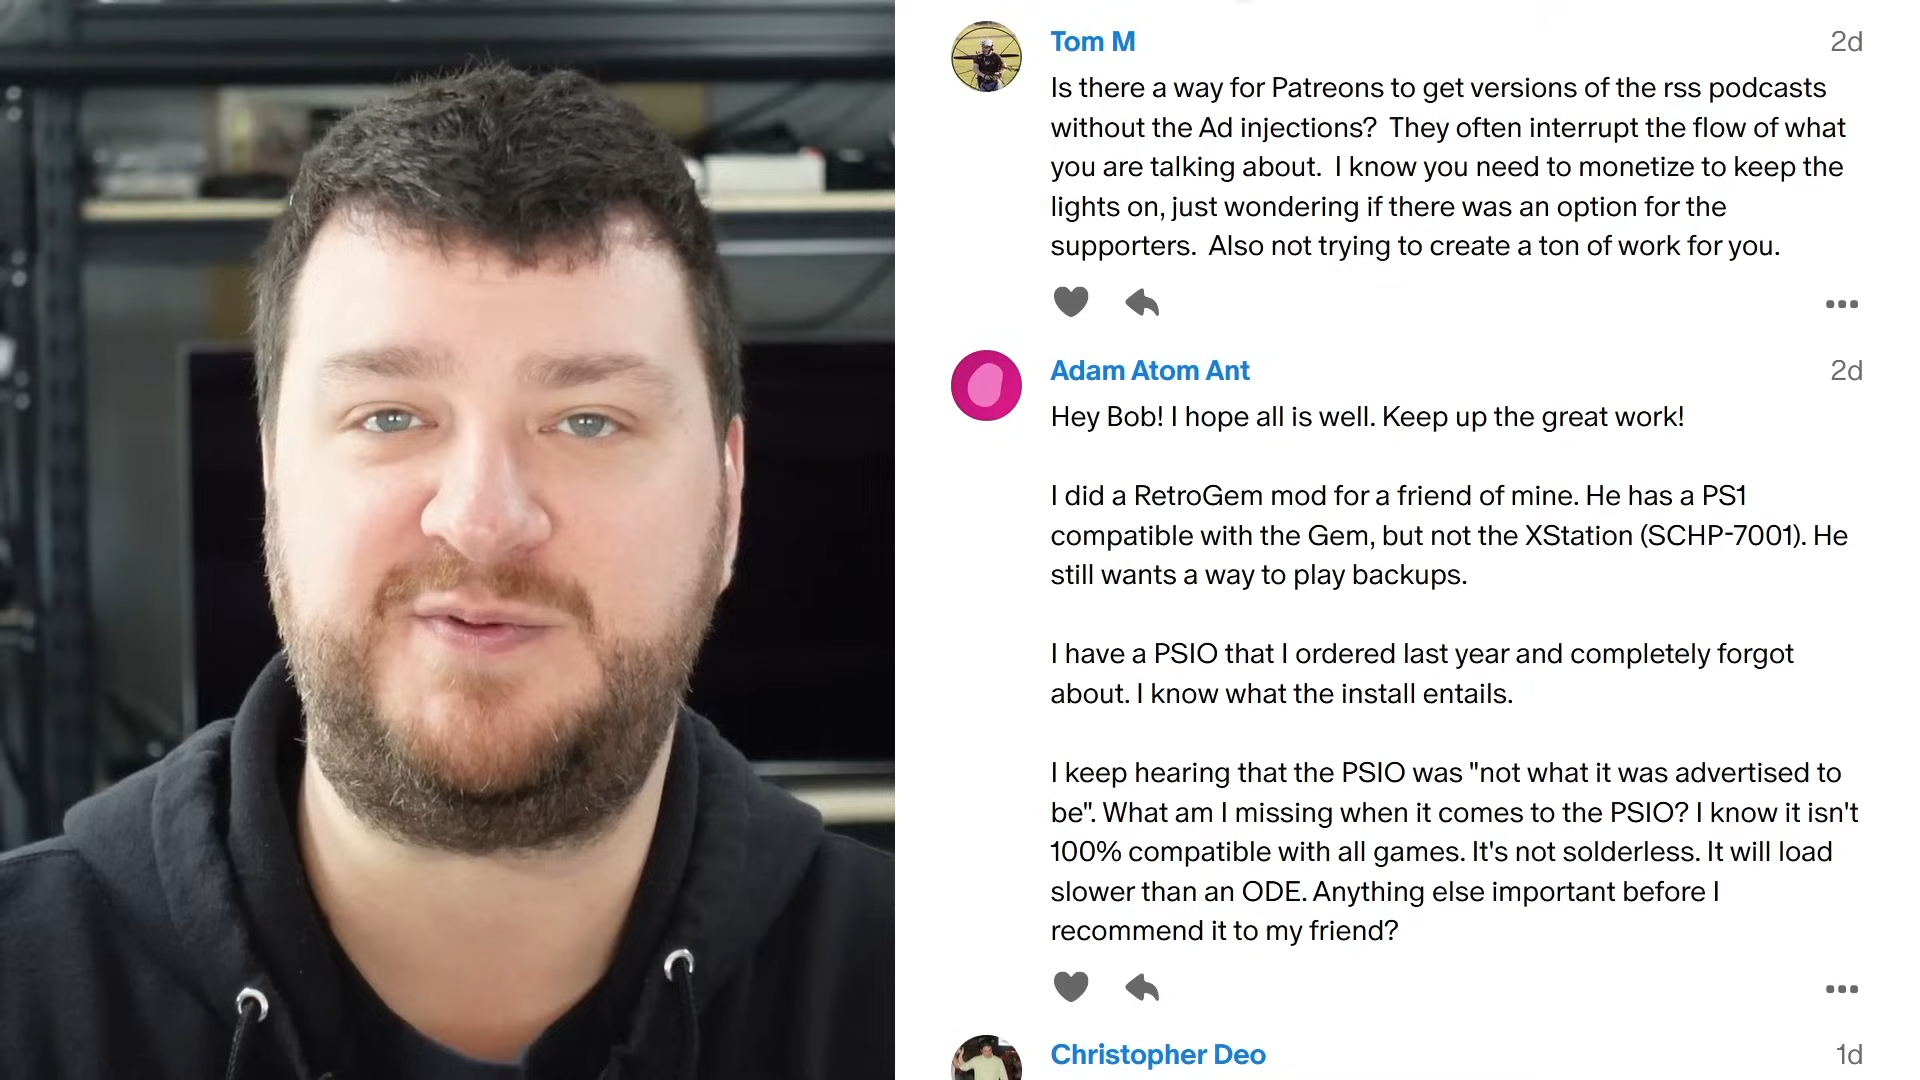 Tom M
2d
Is there a way for Patreons to get versions of the rss podcasts
without the Ad injections?  They often interrupt the flow of what
you are talking about.  I know you need to monetize to keep the
lights on, just wondering if there was an option for the
supporters.  Also not trying to create a ton of work for you.
Adam Atom Ant
2d
Hey Bob! I hope all is well. Keep up the great work!
I did a RetroGem mod for a friend of mine. He has a PS1
compatible with the Gem, but not the XStation (SCHP-7001). He
still wants a way to play backups.
I have a PSIO that I ordered last year and completely forgot
about. I know what the install entails.
I keep hearing that the PSIO was "not what it was advertised to
be". What am I missing when it comes to the PSIO? I know it isn't
100% compatible with all games. It's not solderless. It will load
slower than an ODE. Anything else important before I
recommend it to my friend?
Christopher Deo
1d